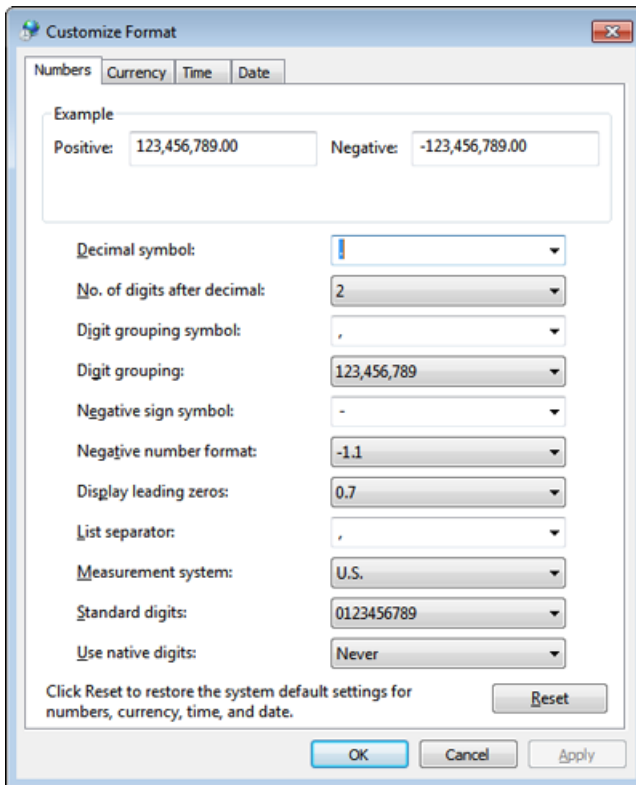 Customize Format
Numbers Currency Time Date
Example
Positive: 123,456,789.00 Negative: -123,456,789.00
Decimal symbol: .
No. of digits after decimal: 2
Digit grouping symbol: ,
Digit grouping: 123,456,789
Negative sign symbol: -
Negative number format: -1.1
Display leading zeros: 0.7
List separator: ,
Measurement system: U.S.
Standard digits: 0123456789
Use native digits: Never
Click Reset to restore the system default settings for
numbers, currency, time, and date.
Reset
OK Cancel Apply